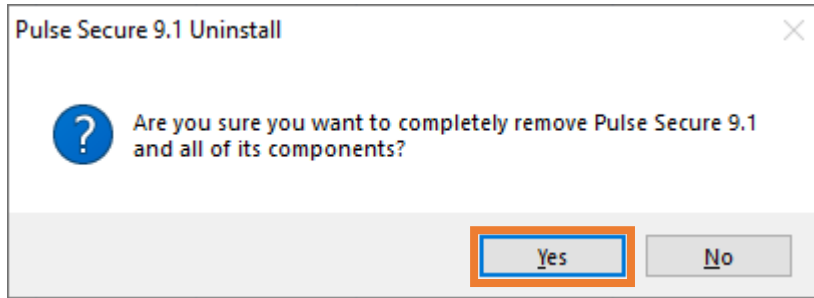 Pulse Secure 9.1 Uninstall
Are you sure you want to completely remove Pulse Secure 9.1
and all of its components?
Yes No